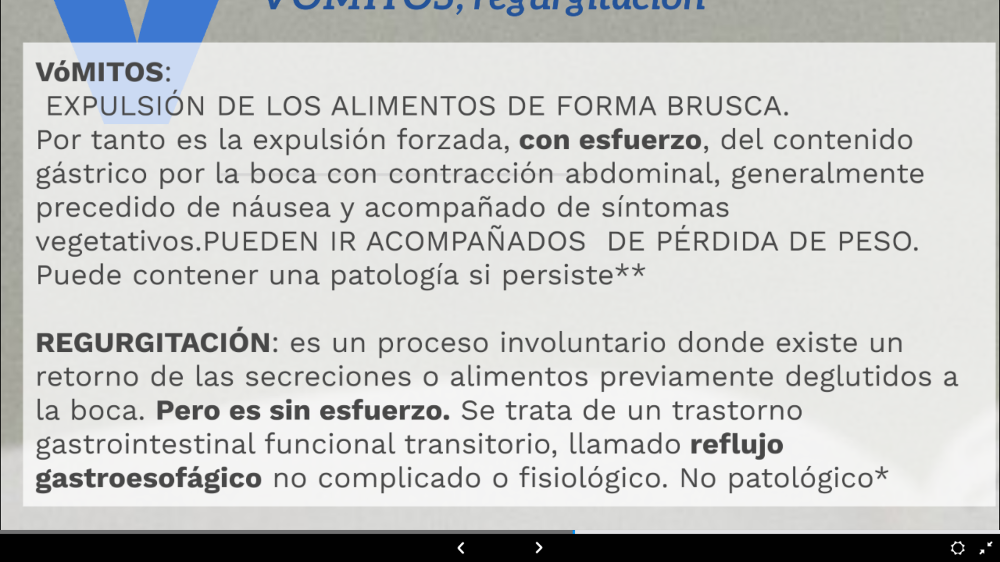 VÓMITOS, regurgitación
VóMITOS:
EXPULSIÓN DE LOS ALIMENTOS DE FORMA BRUSCA.
Por tanto es la expulsión forzada, con esfuerzo, del contenido
gástrico por la boca con contracción abdominal, generalmente
precedido de náusea y acompañado de síntomas
vegetativos.PUEDEN IR ACOMPAÑADOS DE PÉRDIDA DE PESO.
Puede contener una patología si persiste**
REGURGITACIÓN: es un proceso involuntario donde existe un
retorno de las secreciones o alimentos previamente deglutidos a
la boca. Pero es sin esfuerzo. Se trata de un trastorno
gastrointestinal funcional transitorio, llamado reflujo
gastroesofágico no complicado o fisiológico. No patológico*